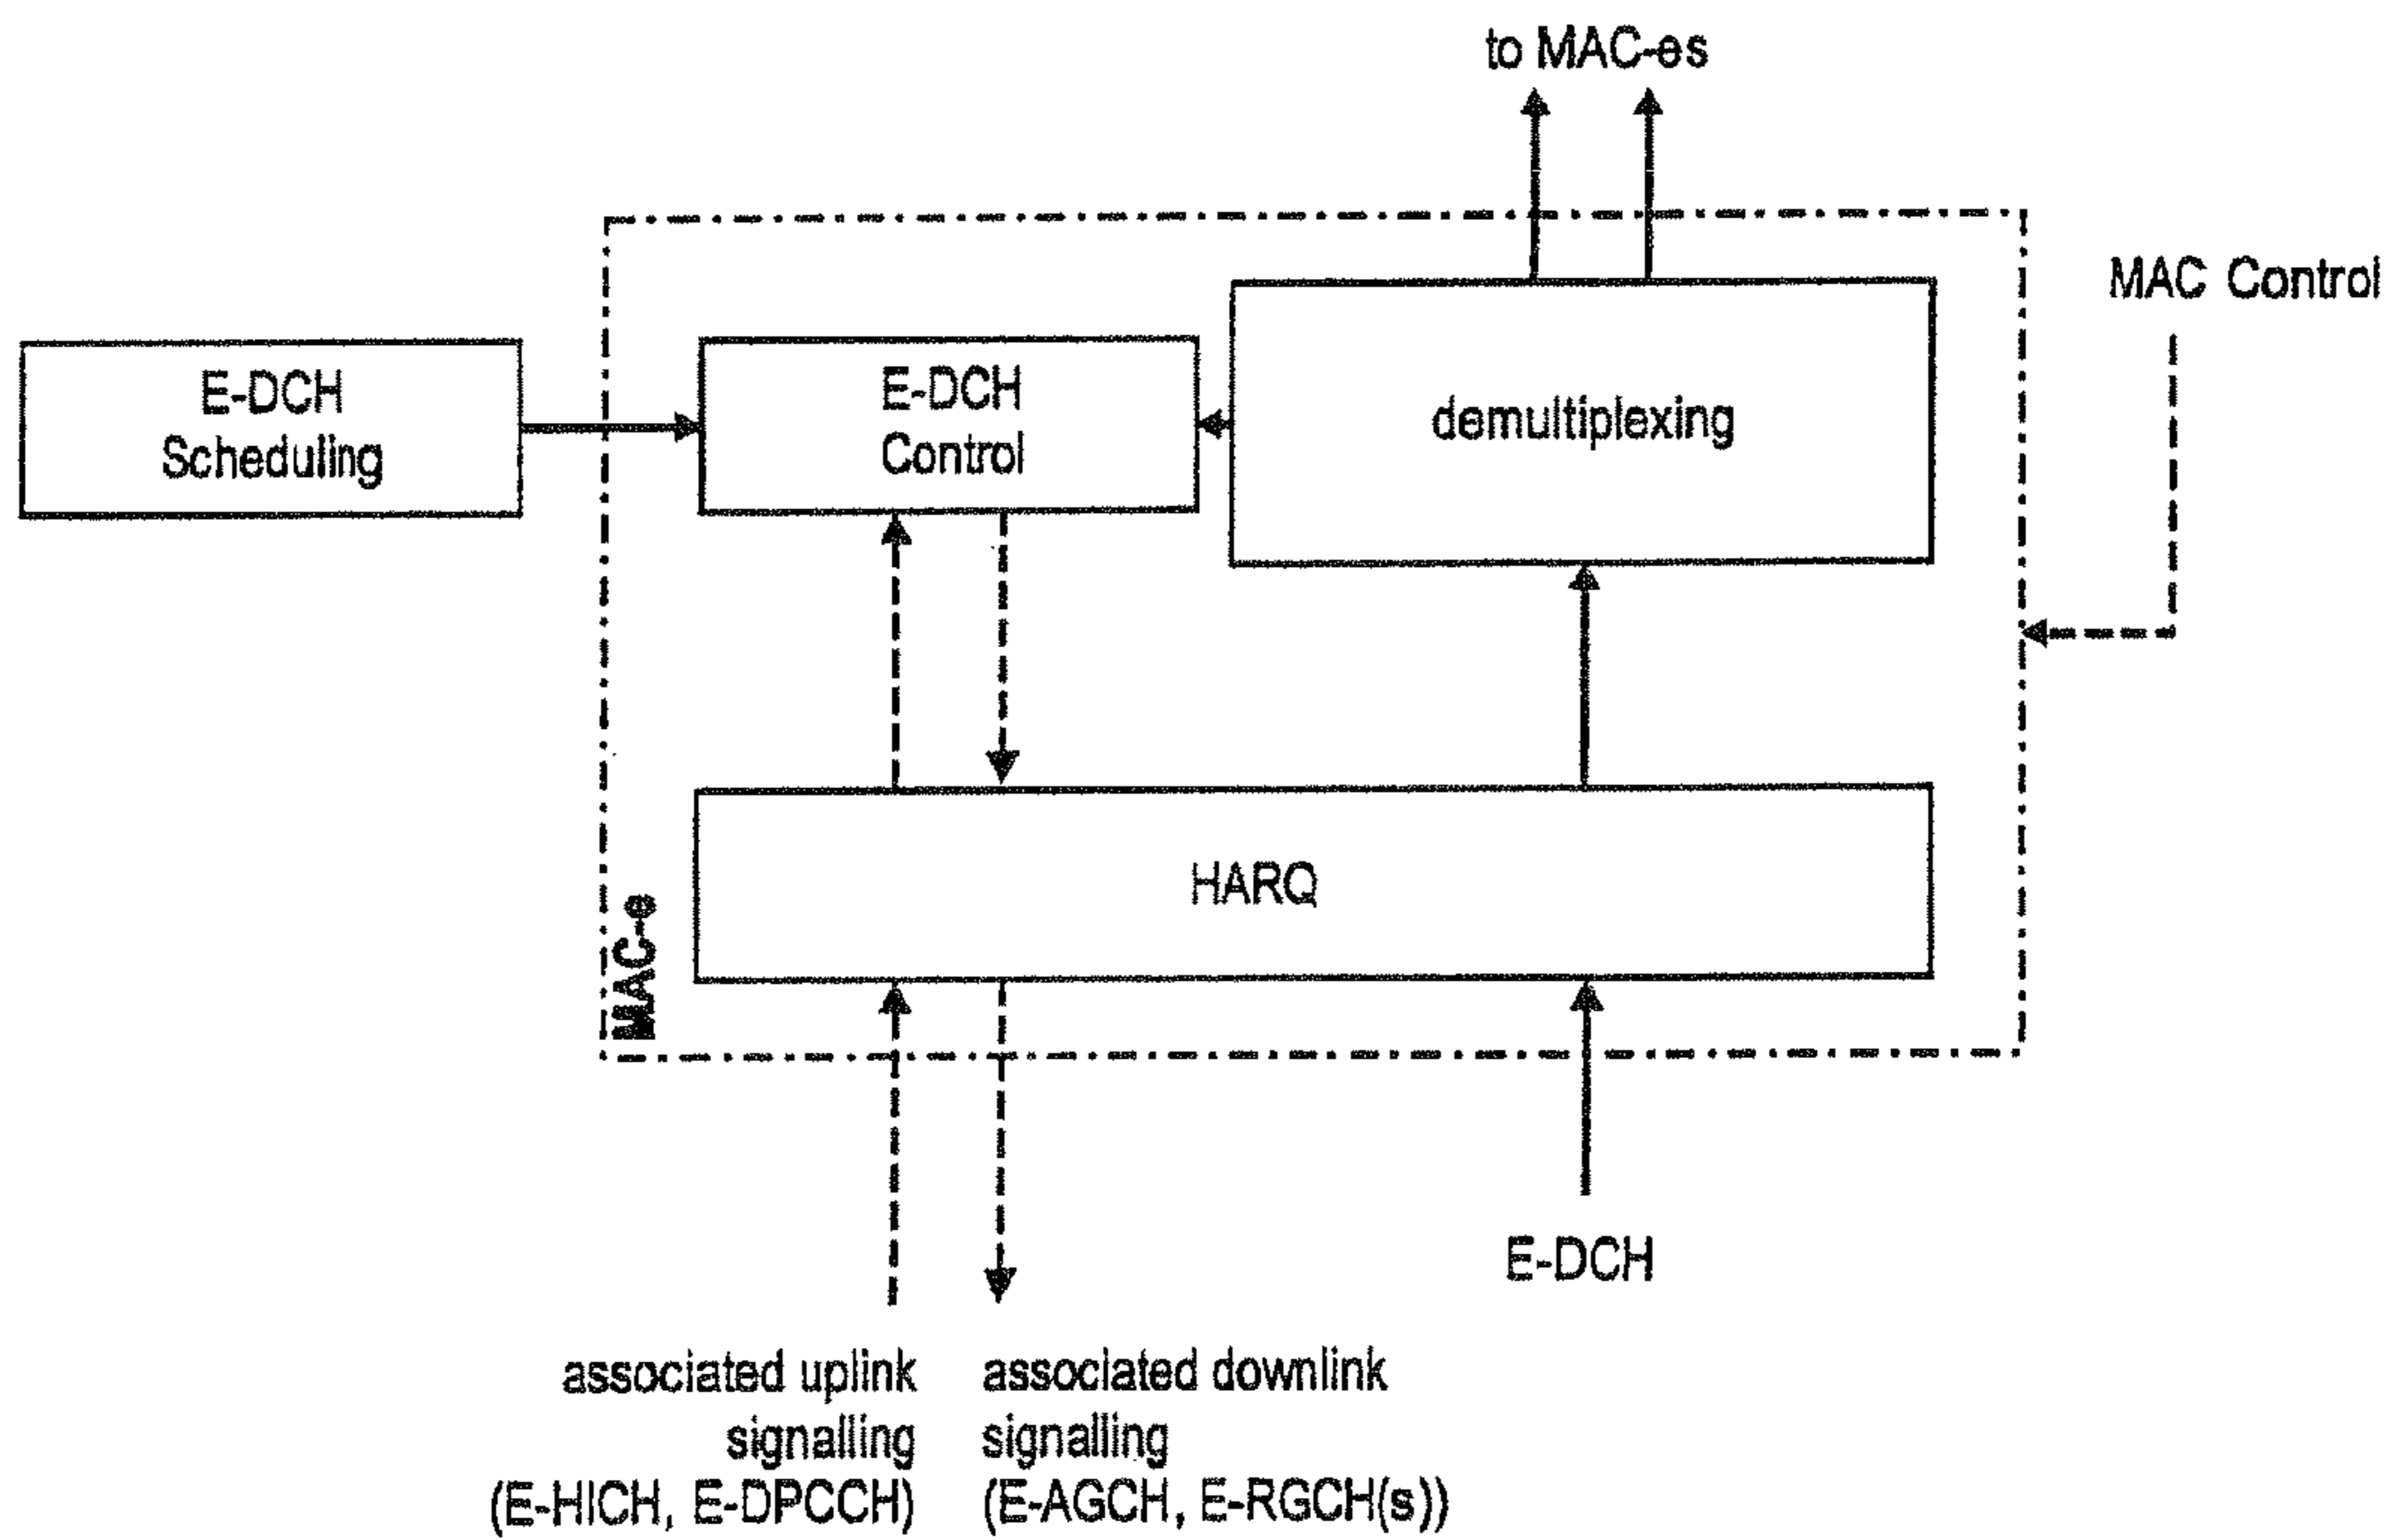 to MAC-es
MAC Control
E-DCH
Scheduling
E-DCH
Control
demultiplexing
HARQ
MAC-e
E-DCH
associated uplink
signalling
(E-HICH, E-DPCCH)
associated downlink
signalling
(E-AGCH, E-RGCH(s))